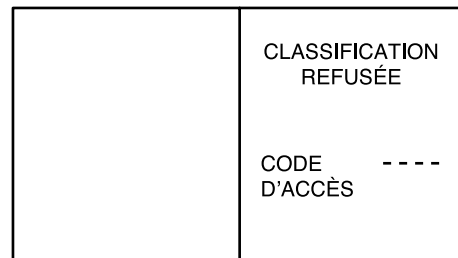 CLASSIFICATION
REFUSÉE
CODE ----
D'ACCÈS